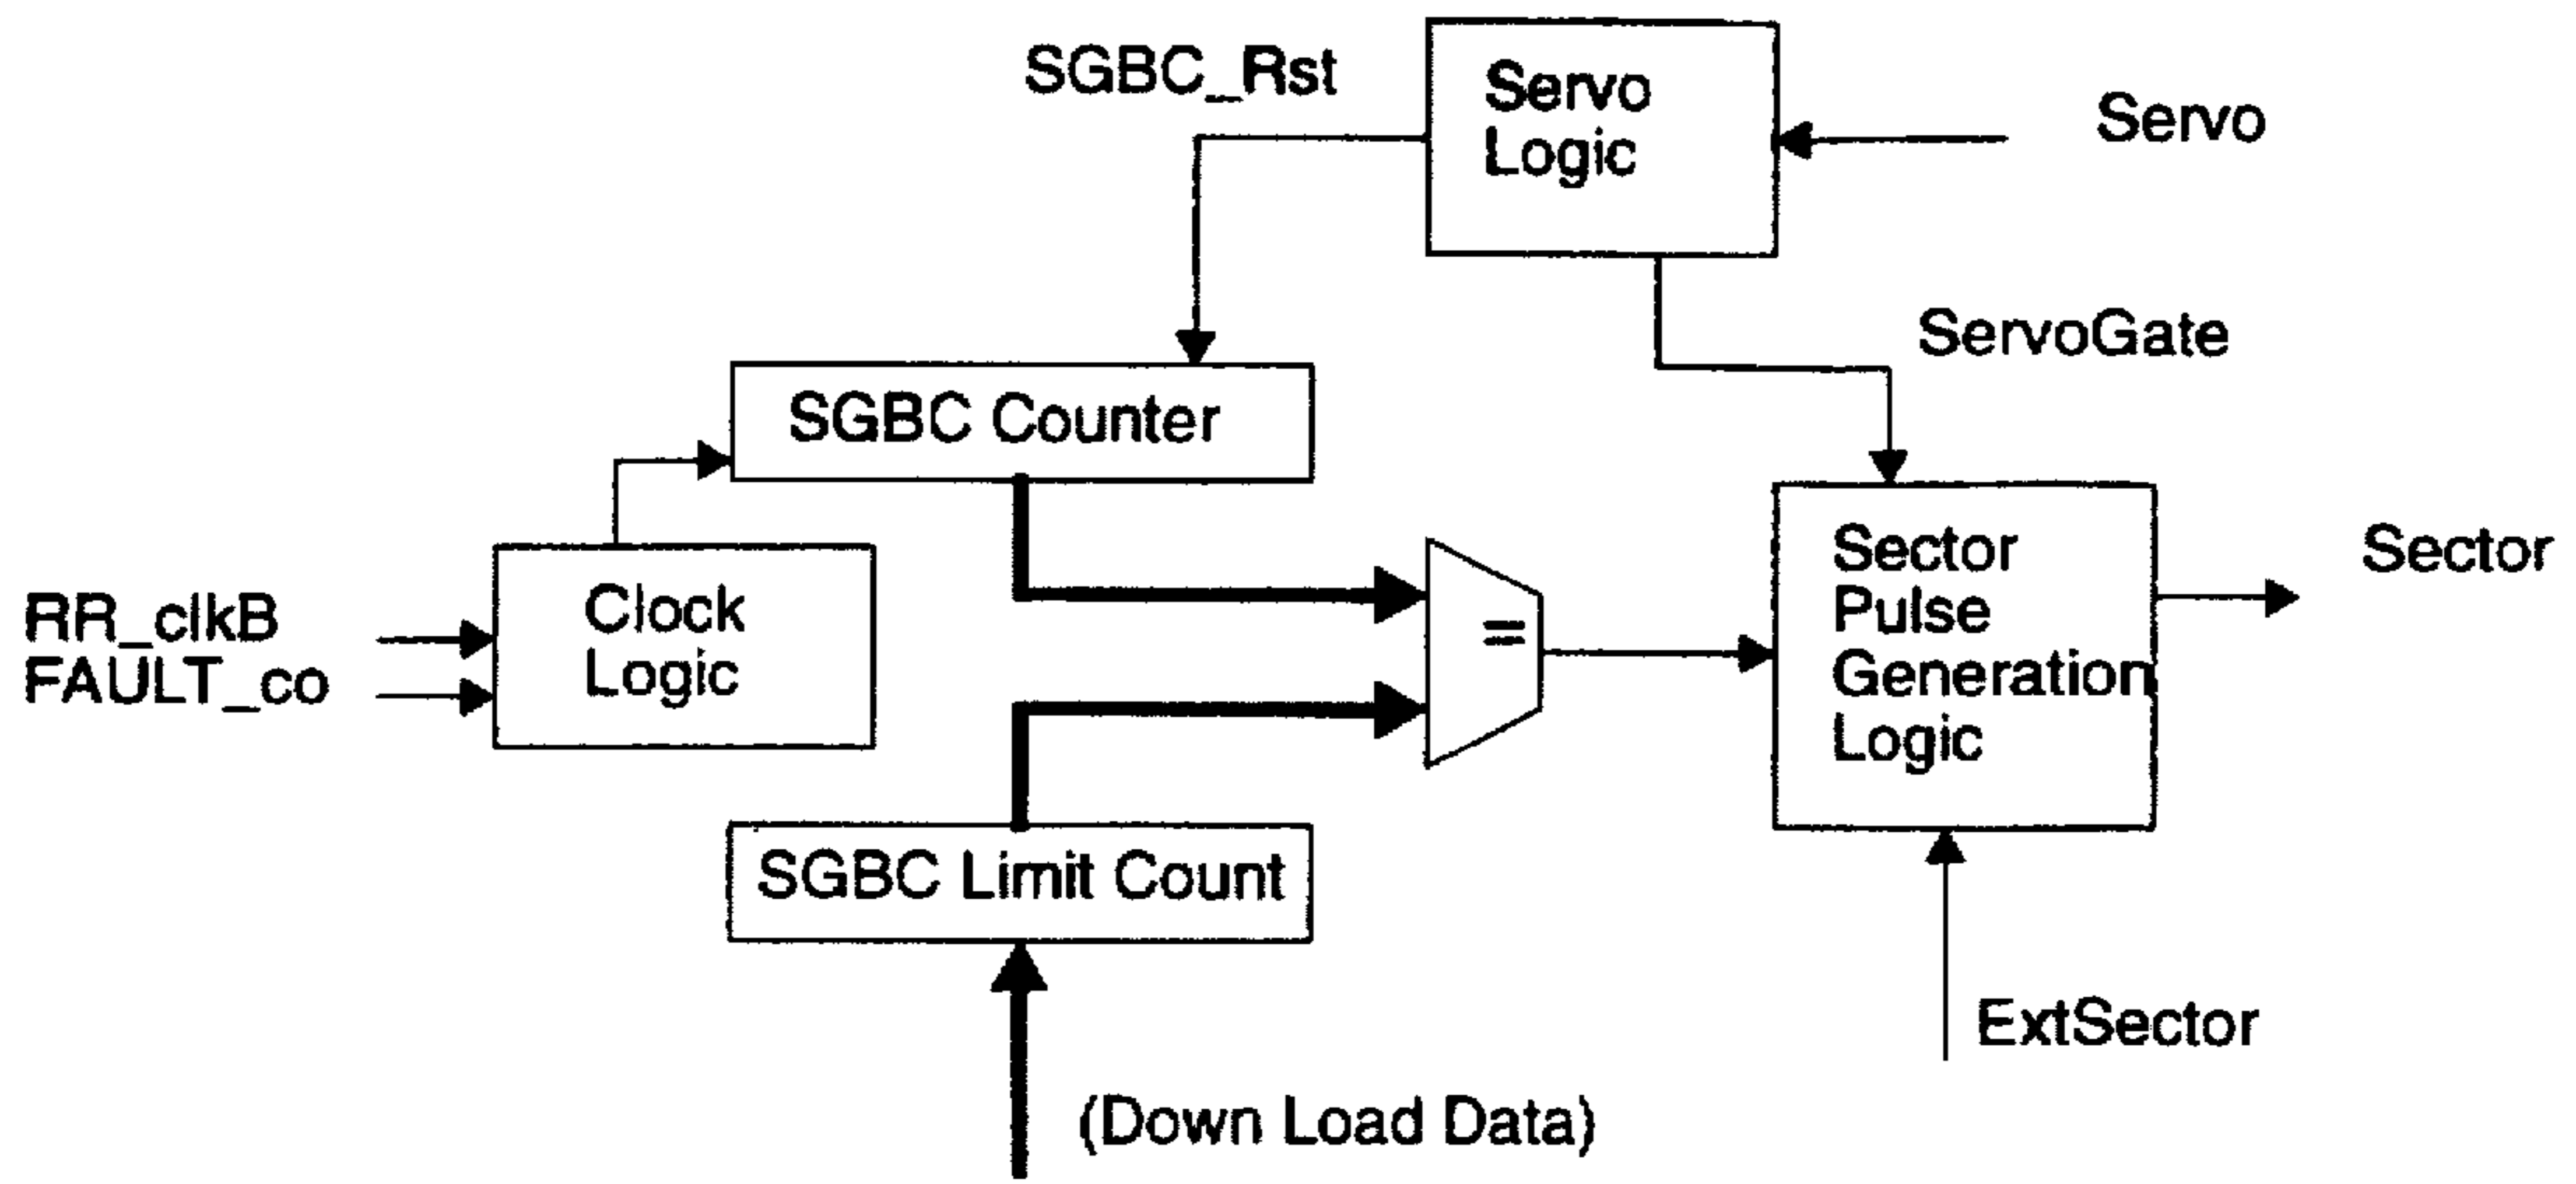 SGBC_Rst
Servo
Logic
Servo
ServoGate
SGBC Counter
Sector
Pulse
Generation
Logic
Sector
Clock
Logic
RR_clkB
FAULT_co
=
SGBC Limit Count
ExtSector
(Down Load Data)